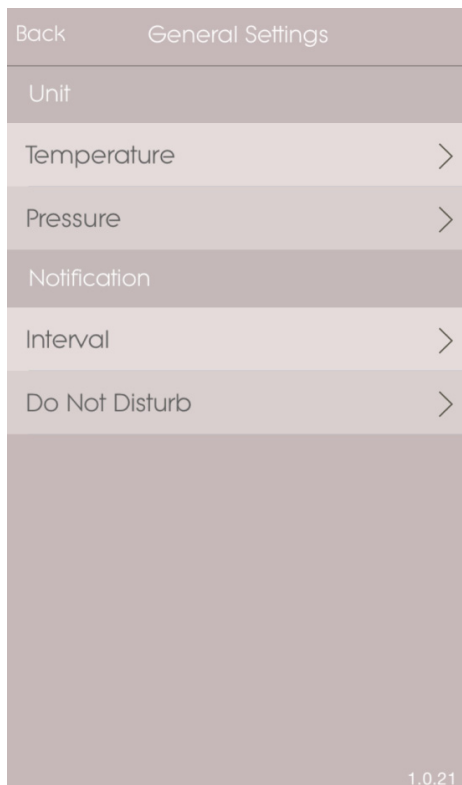 Back General Settings
Unit
Temperature
Pressure
Notification
Interval
Do Not Disturb
1.0.21